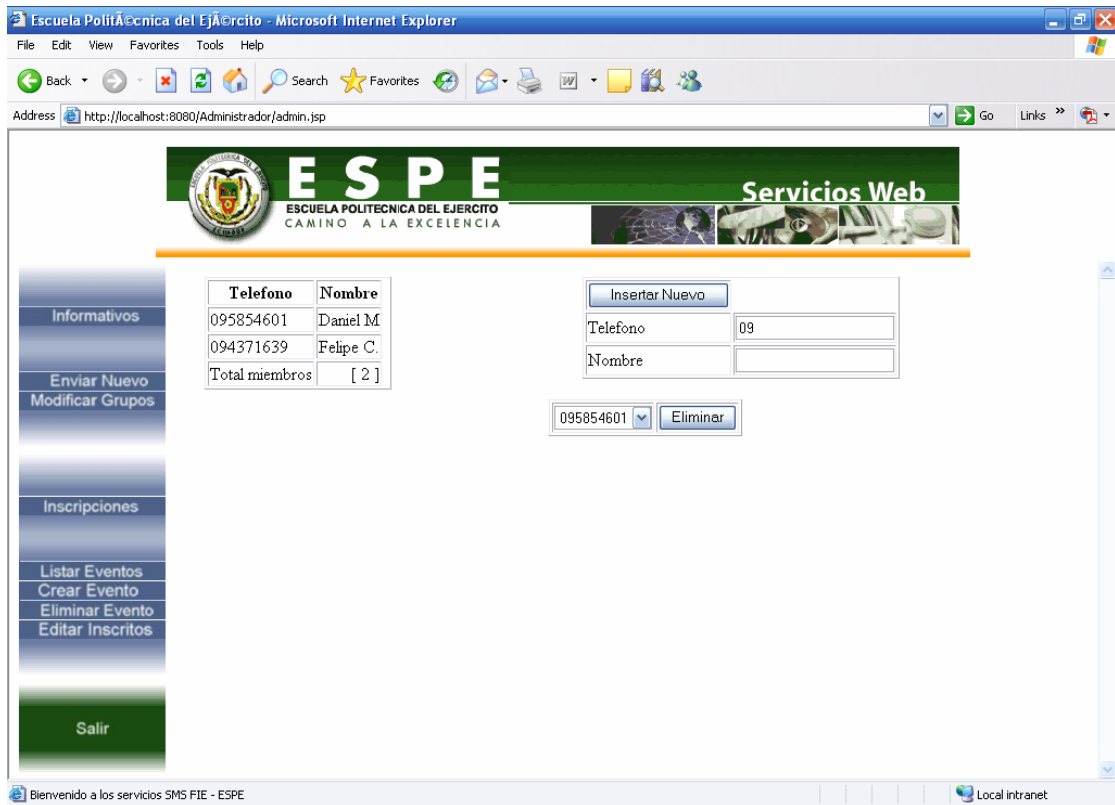 Escuela PolitÃ©cnica del EjÃ©rcito - Microsoft Internet Explorer
File Edit View Favorites Tools Help
Back Search Favorites
Address http://localhost:8080/Administrador/admin.jsp Go Links »
ESPE
ESCUELA POLITECNICA DEL EJERCITO
CAMINO A LA EXCELENCIA
Servicios Web
Informativos
Enviar Nuevo
Modificar Grupos
Inscripciones
Listar Eventos
Crear Evento
Eliminar Evento
Editar Inscritos
Salir
Telefono Nombre
095854601 Daniel M
094371639 Felipe C.
Total miembros [ 2 ]
Insertar Nuevo
Telefono 09
Nombre
095854601 Eliminar
Bienvenido a los servicios SMS FIE - ESPE Local intranet